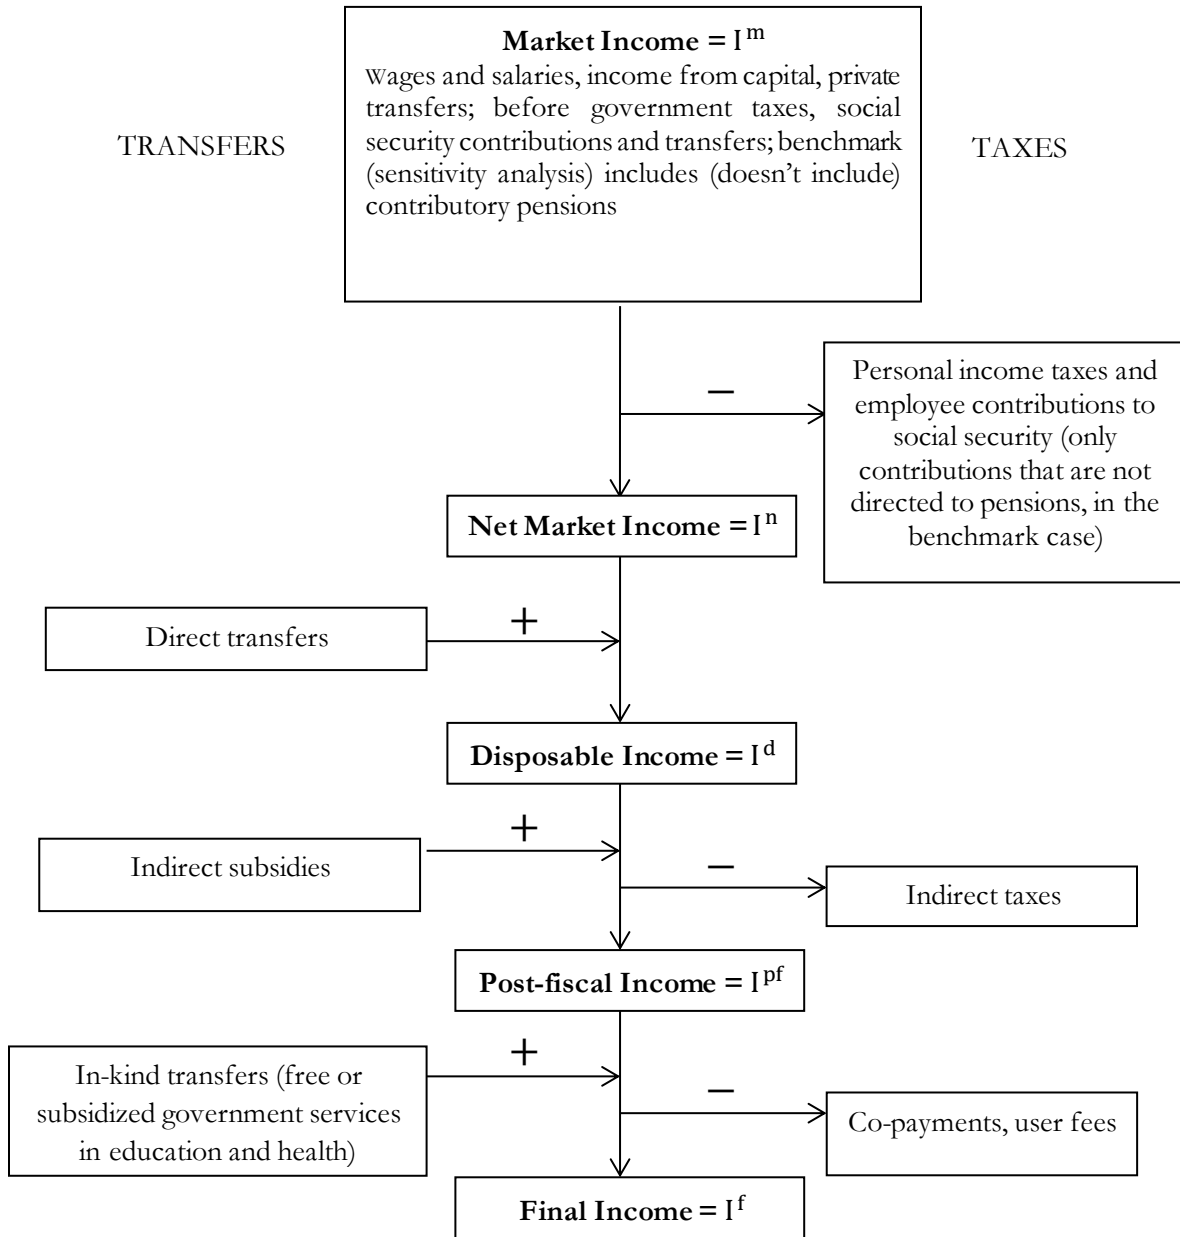 Market Income = I^m
Wages and salaries, income from capital, private
transfers; before government taxes, social
security contributions and transfers; benchmark
(sensitivity analysis) includes (doesn’t include)
contributory pensions
TRANSFERS
TAXES
−
Personal income taxes and
employee contributions to
social security (only
contributions that are not
directed to pensions, in the
benchmark case)
Net Market Income = I^n
+
Direct transfers
Disposable Income = I^d
+
Indirect subsidies
−
Indirect taxes
Post-fiscal Income = I^pf
+
In-kind transfers (free or
subsidized government services
in education and health)
−
Co-payments, user fees
Final Income = I^f